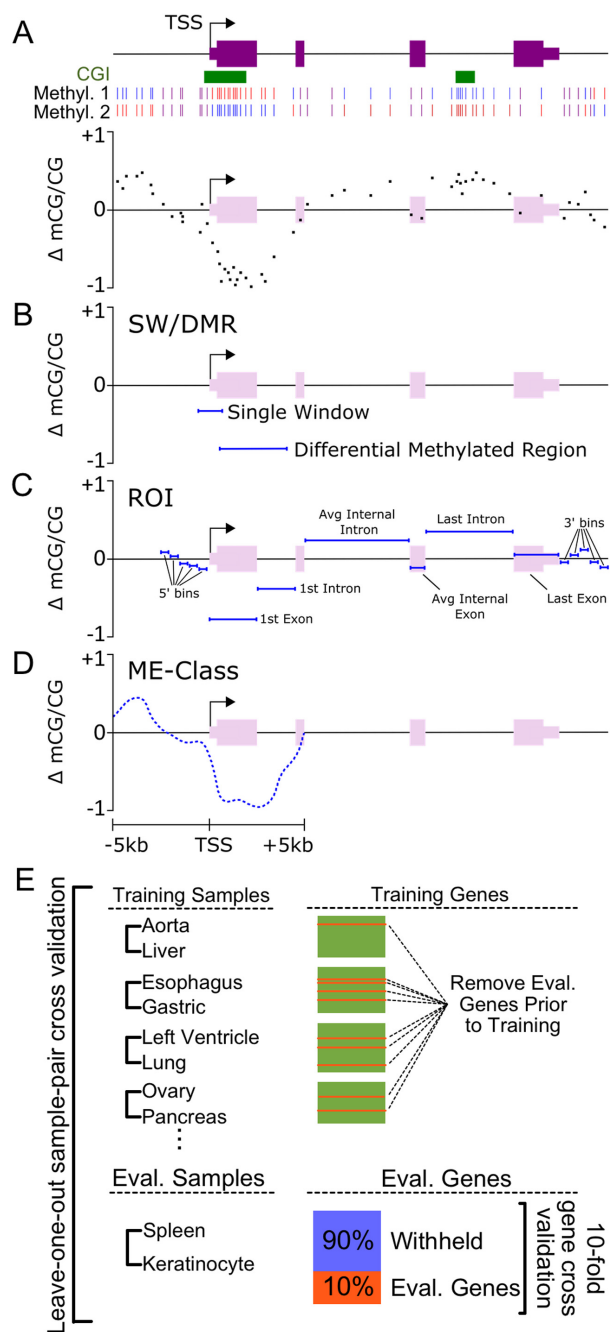 A
TSS
CGI
Methyl. 1
Methyl. 2
+1
0
-1
Δ mCG/CG
B
SW/DMR
+1
0
-1
Δ mCG/CG
Single Window
Differential Methylated Region
C
ROI
+1
0
-1
Δ mCG/CG
Avg Internal
Intron
Last Intron
3' bins
5' bins
1st Intron
1st Exon
Avg Internal
Exon
Last Exon
D
ME-Class
+1
0
-1
Δ mCG/CG
-5kb
TSS
+5kb
E
Leave-one-out sample-pair cross validation
Training Samples
Training Genes
Aorta
Liver
Esophagus
Gastric
Left Ventricle
Lung
Ovary
Pancreas
Remove Eval.
Genes Prior
to Training
Eval. Samples
Eval. Genes
Spleen
Keratinocyte
90%
Withheld
10%
Eval. Genes
10-fold
gene cross
validation